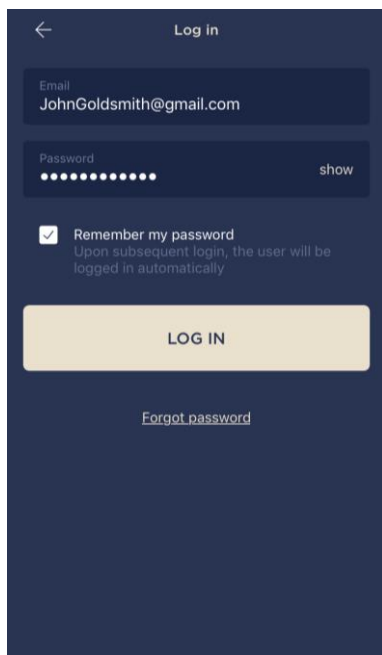 Log in
Email
JohnGoldsmith@gmail.com
Password
●●●●●●●●●●●●
show
Remember my password
Upon subsequent login, the user will be
logged in automatically
LOG IN
Forgot password